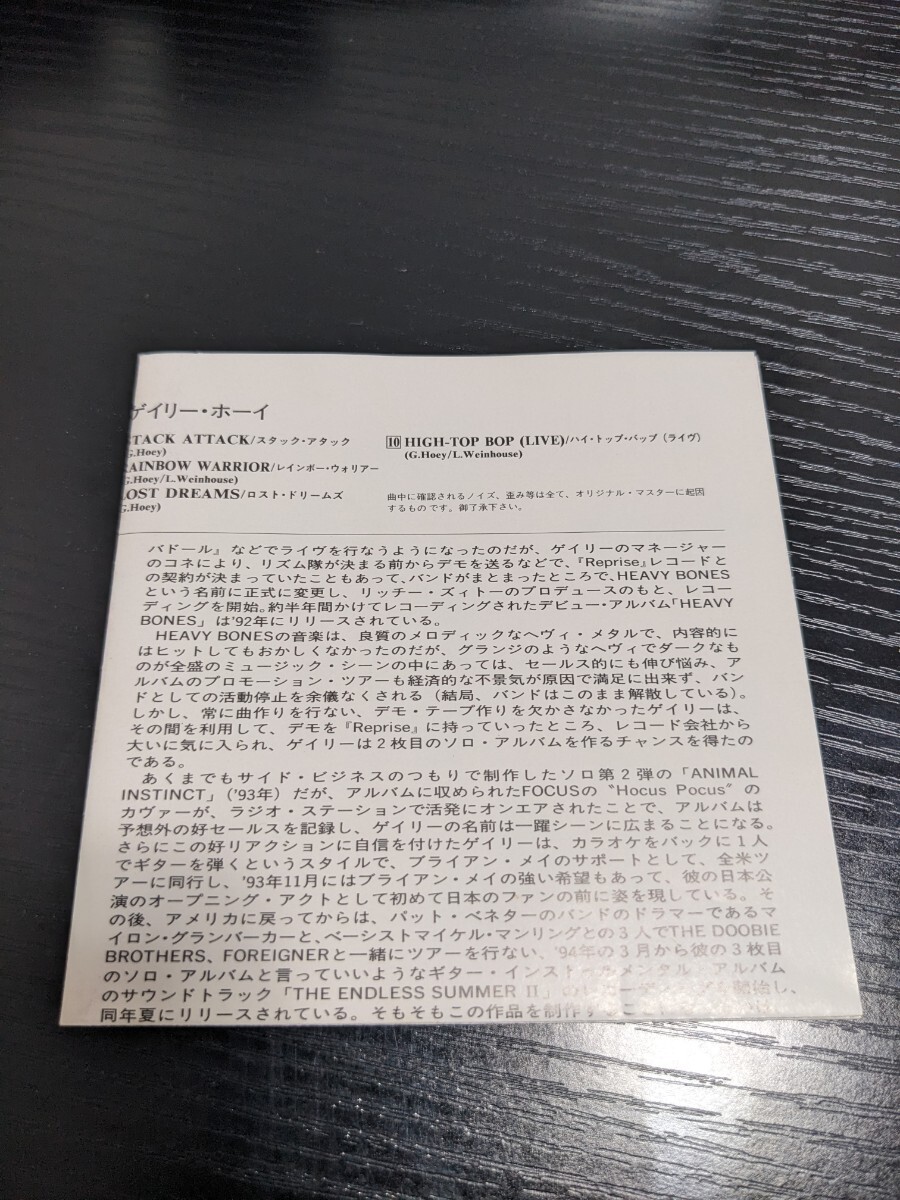 ゲイリー・ホーイ
TACK ATTACK/スタック・アタック
G.Hoey)
RAINBOW WARRIOR/レインボー・ウォリアー
G.Hoey/L.Weinhouse)
LOST DREAMS/ロスト・ドリームズ
G.Hoey)
10 HIGH-TOP BOP (LIVE)/ハイ・トップ・バップ（ライヴ）
(G.Hoey/L.Weinhouse)
曲中に確認されるノイズ、歪み等は全て、オリジナル・マスターに起因
するものです。御了承下さい。
バドール』などでライヴを行なうようになったのだが、ゲイリーのマネージャー
のコネにより、リズム隊が決まる前からデモを送るなどで、『Reprise』レコードと
の契約が決まっていたこともあって、バンドがまとまったところで、HEAVY BONES
という名前に正式に変更し、リッチー・ズィトーのプロデュースのもと、レコー
ディングを開始。約半年間かけてレコーディングされたデビュー・アルバム「HEAVY
BONES」は'92年にリリースされている。
HEAVY BONESの音楽は、良質のメロディックなヘヴィ・メタルで、内容的に
はヒットしてもおかしくなかったのだが、グランジのようなヘヴィでダークなも
のが全盛のミュージック・シーンの中にあっては、セールス的にも伸び悩み、ア
ルバムのプロモーション・ツアーも経済的な不景気が原因で満足に出来ず、バン
ドとしての活動停止を余儀なくされる（結局、バンドはこのまま解散している）。
しかし、常に曲作りを行ない、デモ・テープ作りを欠かさなかったゲイリーは、
その間を利用して、デモを『Reprise』に持っていったところ、レコード会社から
大いに気に入られ、ゲイリーは２枚目のソロ・アルバムを作るチャンスを得たの
である。
あくまでもサイド・ビジネスのつもりで制作したソロ第２弾の「ANIMAL
INSTINCT」（'93年）だが、アルバムに収められたFOCUSの〝Hocus Pocus〟の
カヴァーが、ラジオ・ステーションで活発にオンエアされたことで、アルバムは
予想外の好セールスを記録し、ゲイリーの名前は一躍シーンに広まることになる。
さらにこの好リアクションに自信を付けたゲイリーは、カラオケをバックに１人
でギターを弾くというスタイルで、ブライアン・メイのサポートとして、全米ツ
アーに同行し、'93年11月にはブライアン・メイの強い希望もあって、彼の日本公
演のオープニング・アクトとして初めて日本のファンの前に姿を現している。そ
の後、アメリカに戻ってからは、パット・ベネターのバンドのドラマーであるマ
イロン・グランバーカーと、ベーシストマイケル・マンリングとの３人でTHE DOOBIE
BROTHERS, FOREIGNERと一緒にツアーを行ない、'94年の３月から彼の３枚目
のソロ・アルバムと言っていいようなギター・インストゥルメンタル・アルバム
のサウンドトラック「THE ENDLESS SUMMER II」のレコーディングを開始し、
同年夏にリリースされている。そもそもこの作品を制作すること